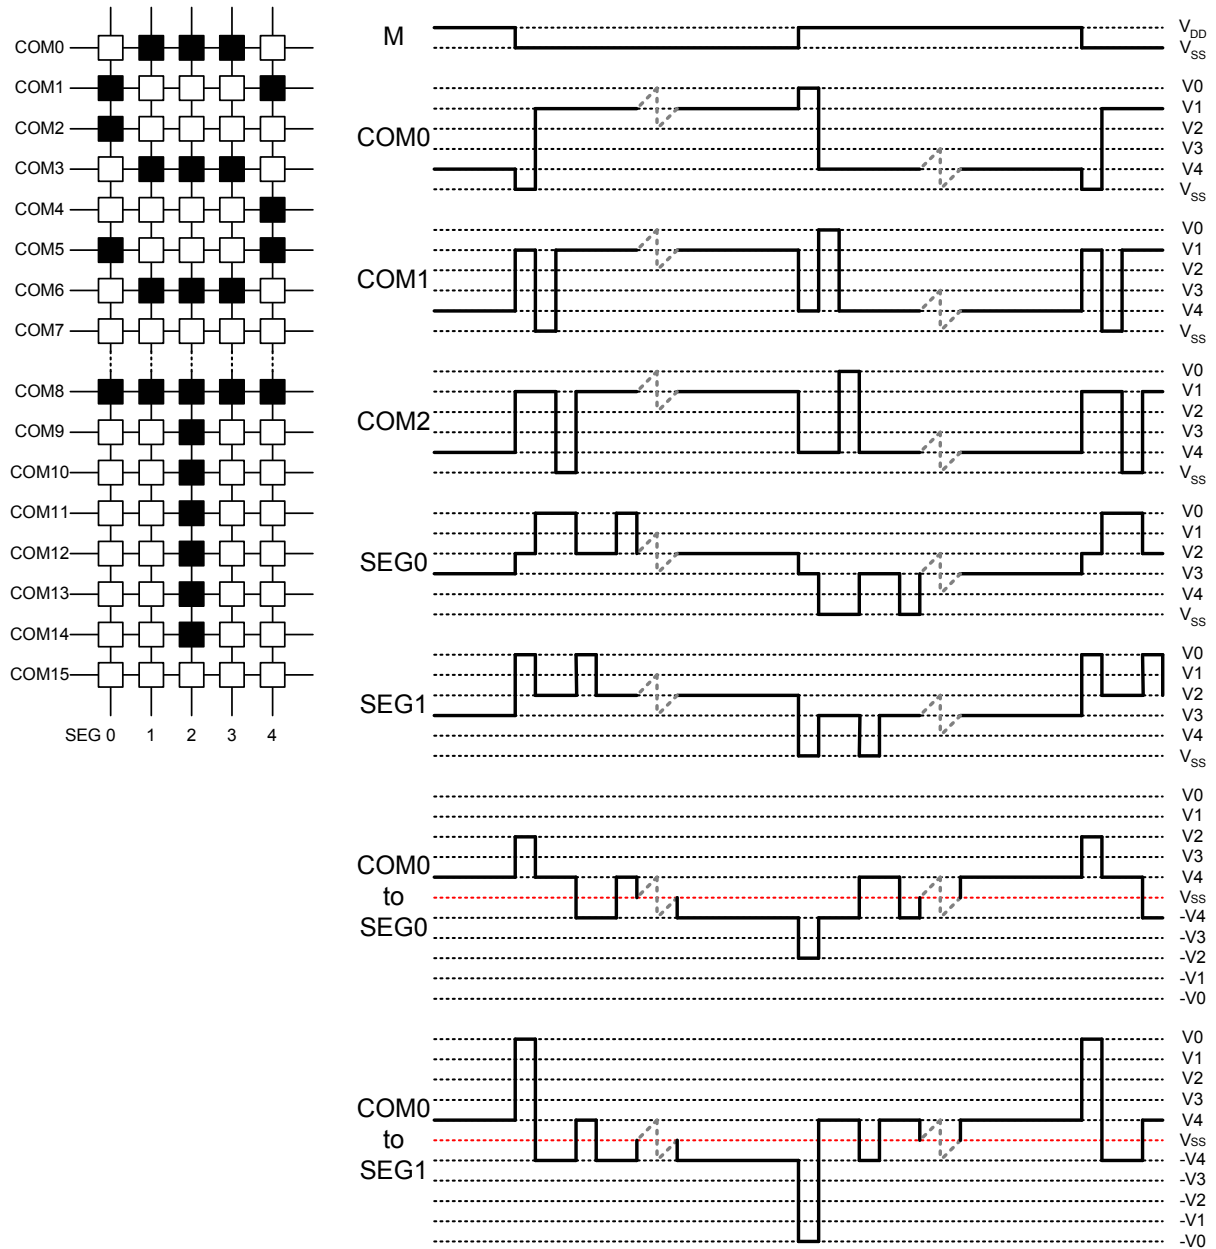 COM0
COM1
COM2
COM3
COM4
COM5
COM6
COM7
COM8
COM9
COM10
COM11
COM12
COM13
COM14
COM15
SEG 0 1 2 3 4
M
VDD
VSS
COM0
V0
V1
V2
V3
V4
VSS
COM1
V0
V1
V2
V3
V4
VSS
COM2
V0
V1
V2
V3
V4
VSS
SEG0
V0
V1
V2
V3
V4
VSS
SEG1
V0
V1
V2
V3
V4
VSS
COM0
to
SEG0
V0
V1
V2
V3
V4
VSS
-V4
-V3
-V2
-V1
-V0
COM0
to
SEG1
V0
V1
V2
V3
V4
VSS
-V4
-V3
-V2
-V1
-V0